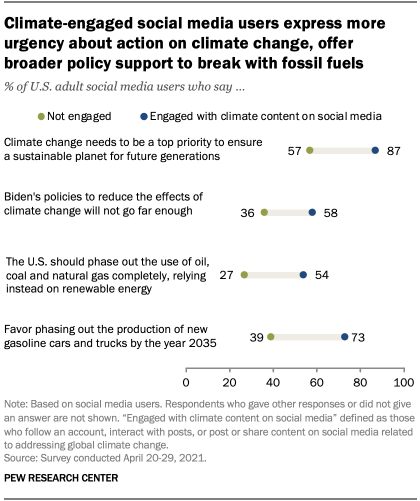 Climate-engaged social media users express more
urgency about action on climate change, offer
broader policy support to break with fossil fuels
% of U.S. adult social media users who say ...
Not engaged Engaged with climate content on social media
Climate change needs to be a top priority to ensure
a sustainable planet for future generations
57 87
Biden's policies to reduce the effects of
climate change will not go far enough
36 58
The U.S. should phase out the use of oil,
coal and natural gas completely, relying
instead on renewable energy
27 54
Favor phasing out the production of new
gasoline cars and trucks by the year 2035
39 73
0 20 40 60 80 100
Note: Based on social media users. Respondents who gave other responses or did not give
an answer are not shown. “Engaged with climate content on social media” defined as those
who follow an account, interact with posts, or post or share content on social media related
to addressing global climate change.
Source: Survey conducted April 20-29, 2021.
PEW RESEARCH CENTER